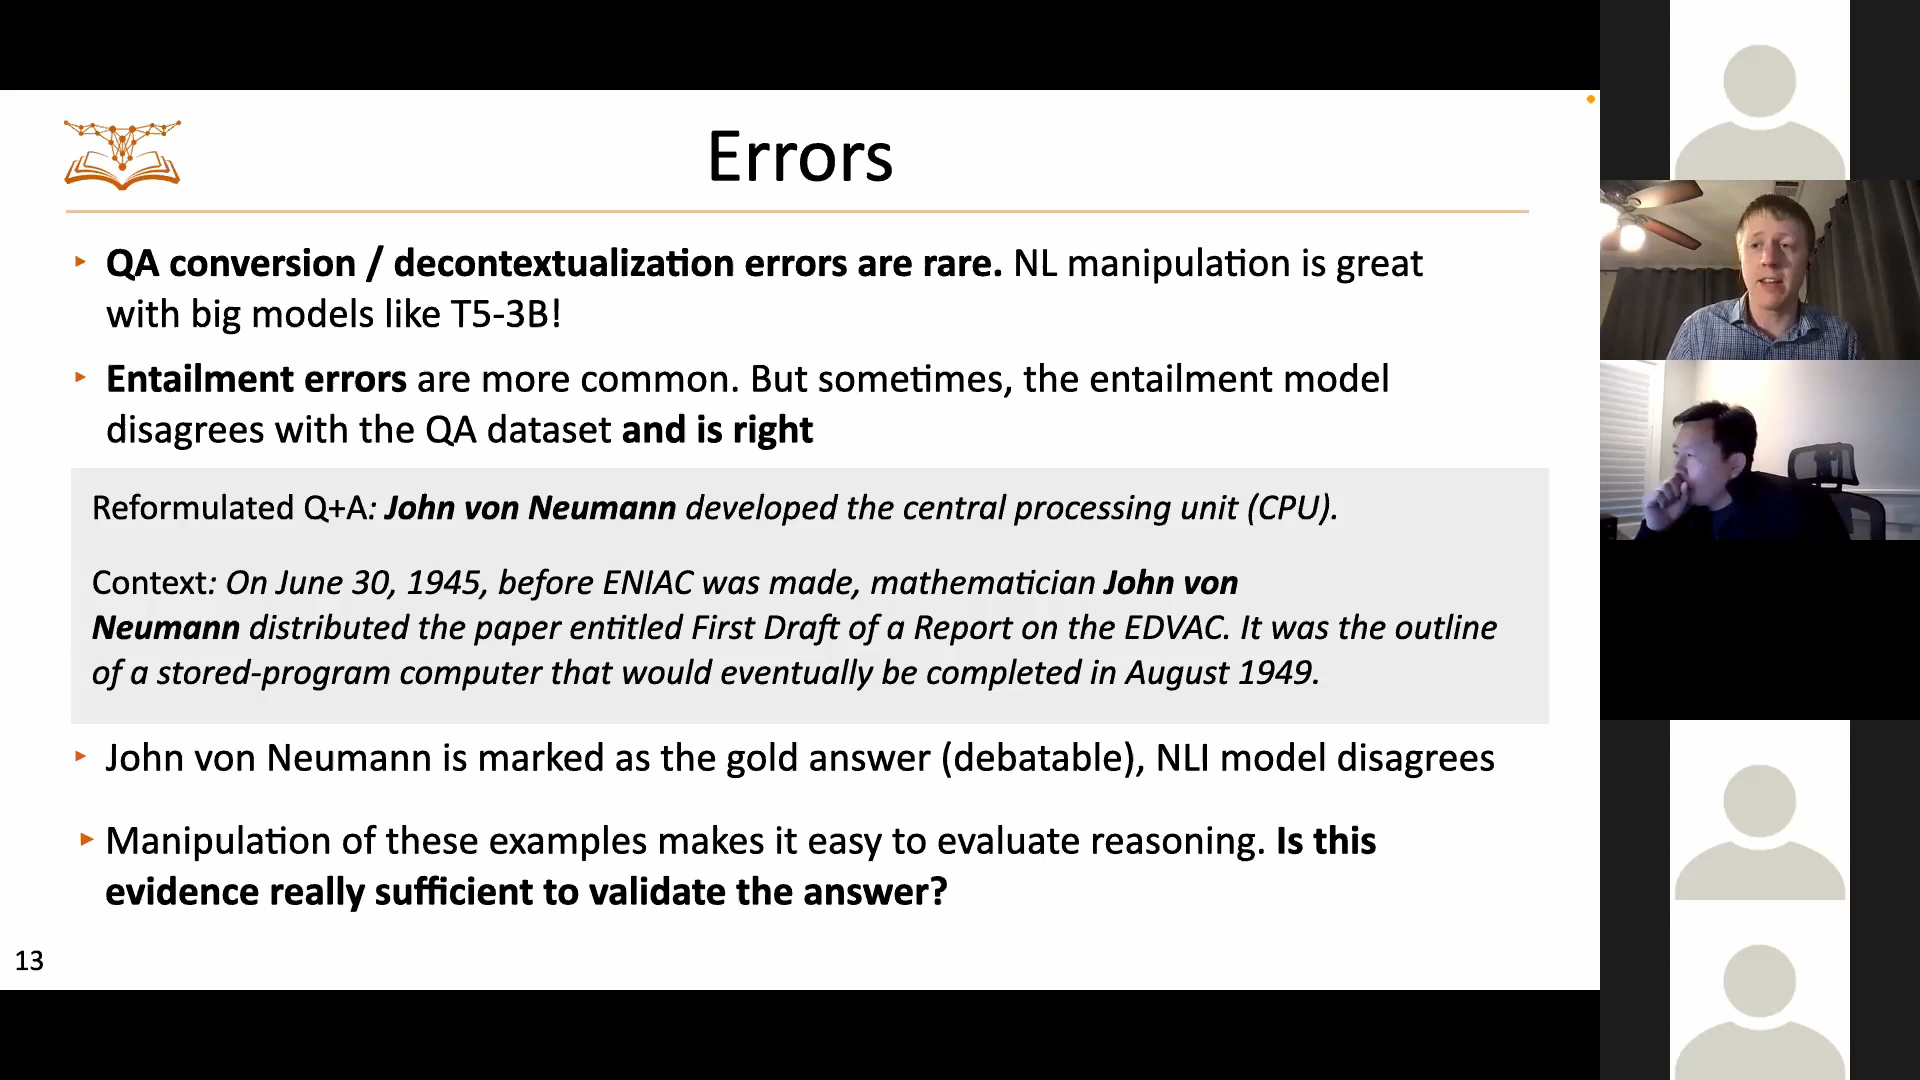 Errors
‣ QA conversion / decontextualization errors are rare. NL manipulation is great
with big models like T5-3B!
‣ Entailment errors are more common. But sometimes, the entailment model
disagrees with the QA dataset and is right
Reformulated Q+A: John von Neumann developed the central processing unit (CPU).
Context: On June 30, 1945, before ENIAC was made, mathematician John von
Neumann distributed the paper entitled First Draft of a Report on the EDVAC. It was the outline
of a stored-program computer that would eventually be completed in August 1949.
‣ John von Neumann is marked as the gold answer (debatable), NLI model disagrees
‣ Manipulation of these examples makes it easy to evaluate reasoning. Is this
evidence really sufficient to validate the answer?
13